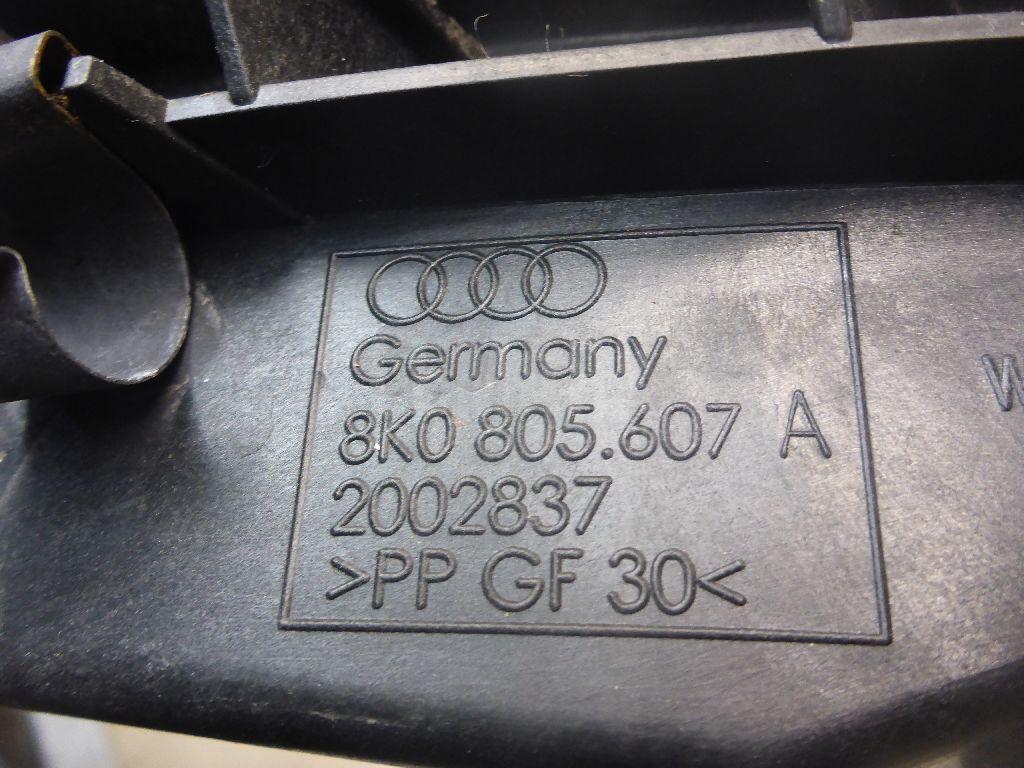 Germany
8K0 805.607 A
2002837
>PP GF 30<
W